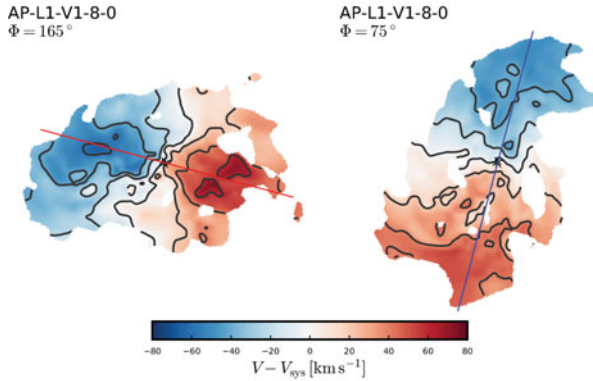 AP-L1-V1-8-0
Φ = 165°
AP-L1-V1-8-0
Φ = 75°
−80 −60 −40 −20 0 20 40 60 80
V − Vsys [km s−1]